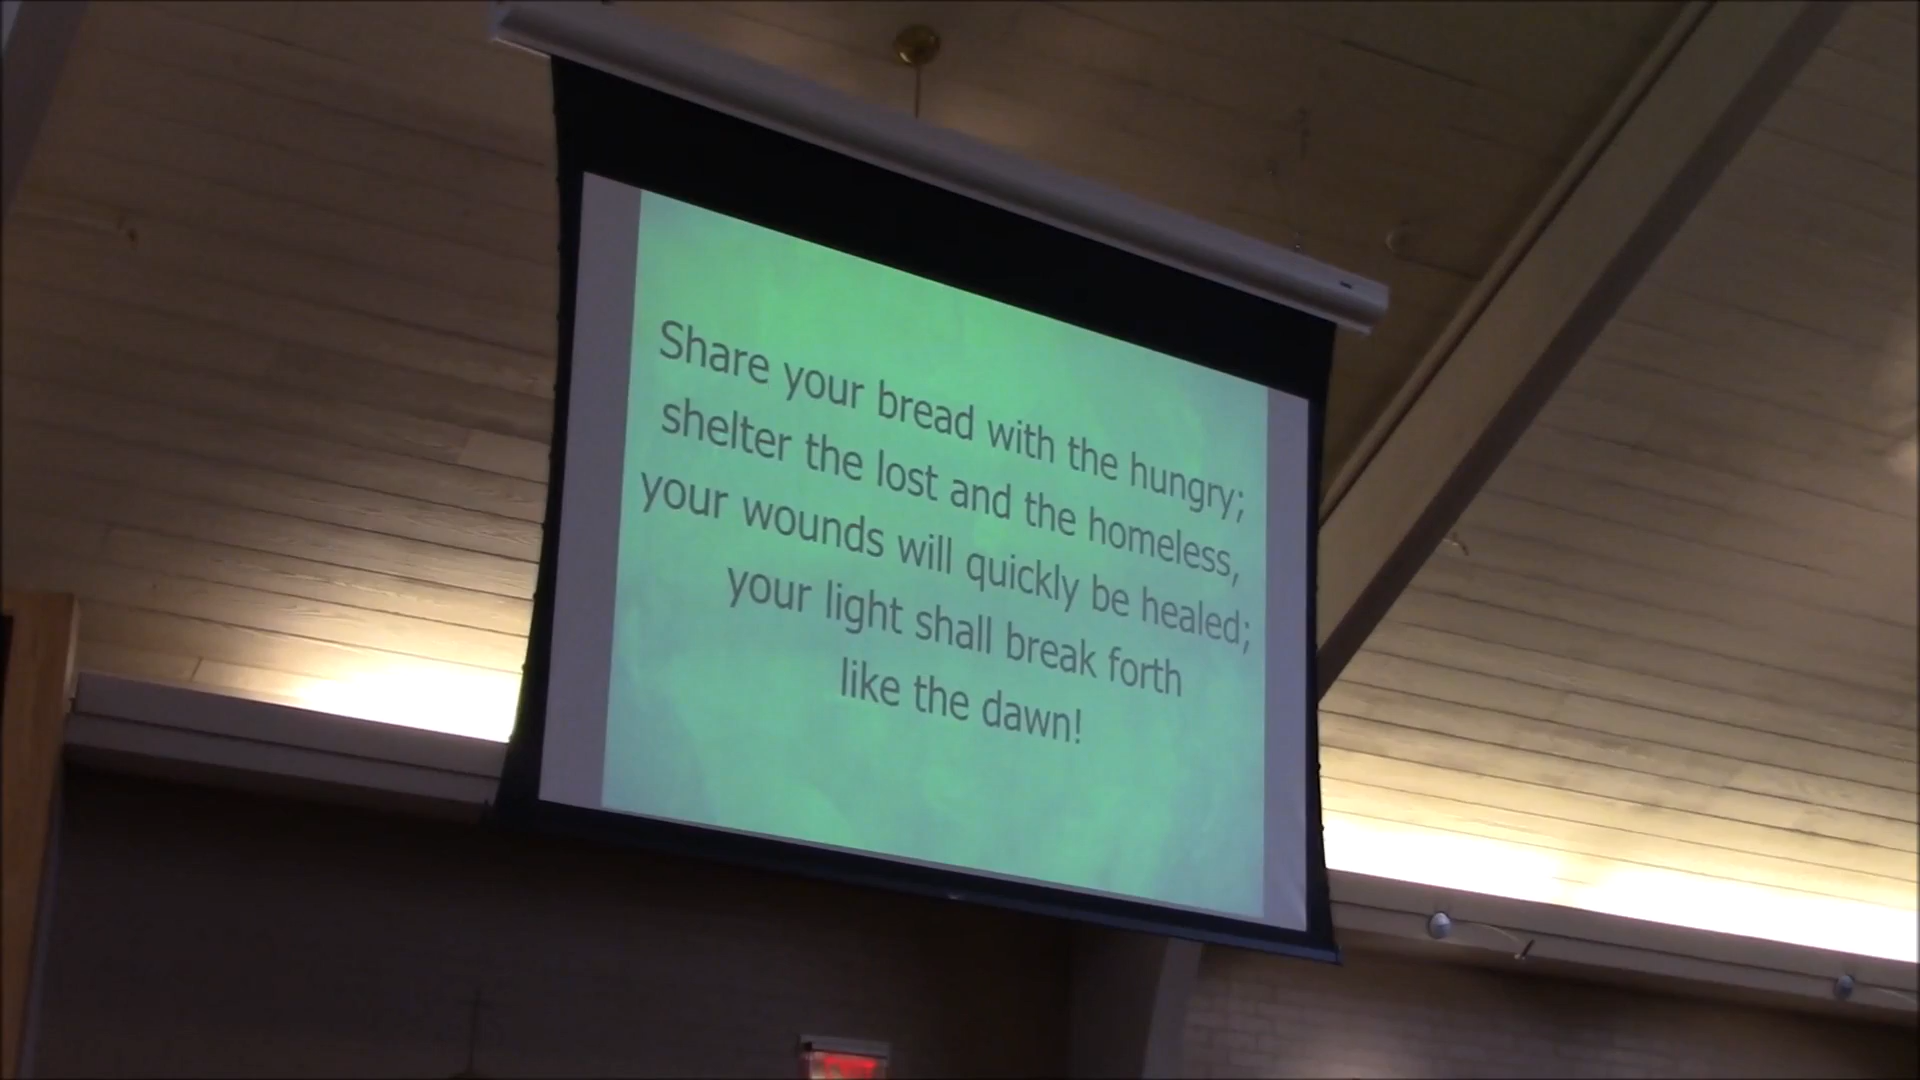 Share your bread with the hungry;
shelter the lost and the homeless,
your wounds will quickly be healed;
your light shall break forth
like the dawn!